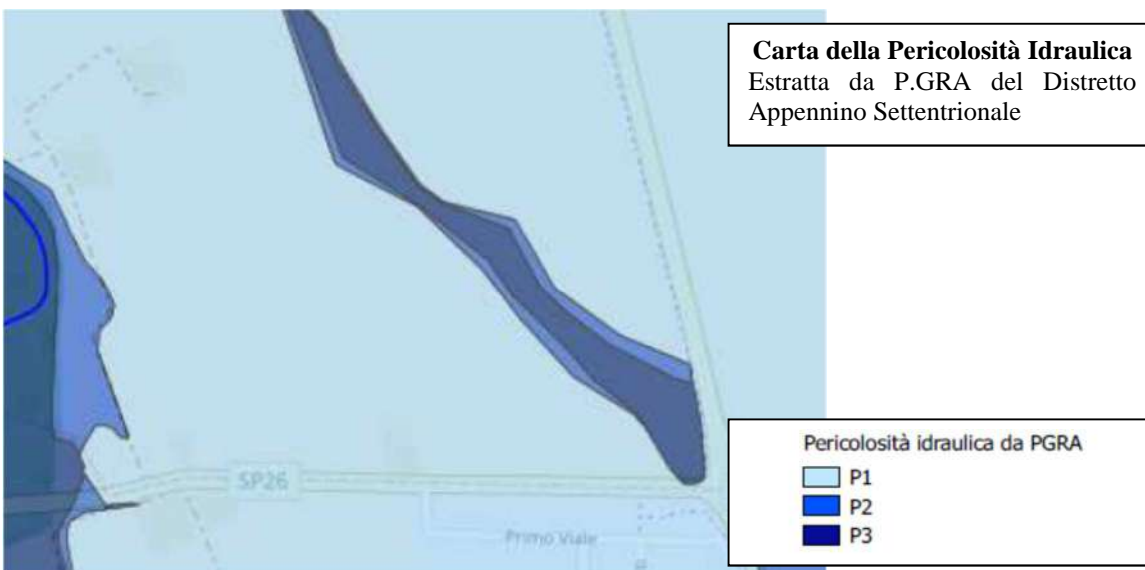 Carta della Pericolosità Idraulica
Estratta da P.GRA del Distretto
Appennino Settentrionale
SP26
Primo Viale
Pericolosità idraulica da PGRA
P1
P2
P3